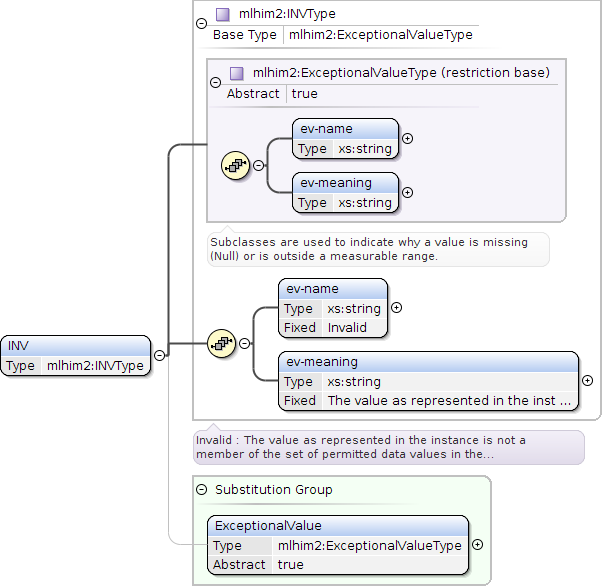 mlhim2:INVType
Base Type mlhim2:ExceptionalValueType
mlhim2:ExceptionalValueType (restriction base)
Abstract true
ev-name
Type xs:string
ev-meaning
Type xs:string
Subclasses are used to indicate why a value is missing
(Null) or is outside a measurable range.
ev-name
Type xs:string
Fixed Invalid
INV
Type mlhim2:INVType
ev-meaning
Type xs:string
Fixed The value as represented in the inst ...
Invalid : The value as represented in the instance is not a
member of the set of permitted data values in the...
Substitution Group
ExceptionalValue
Type mlhim2:ExceptionalValueType
Abstract true